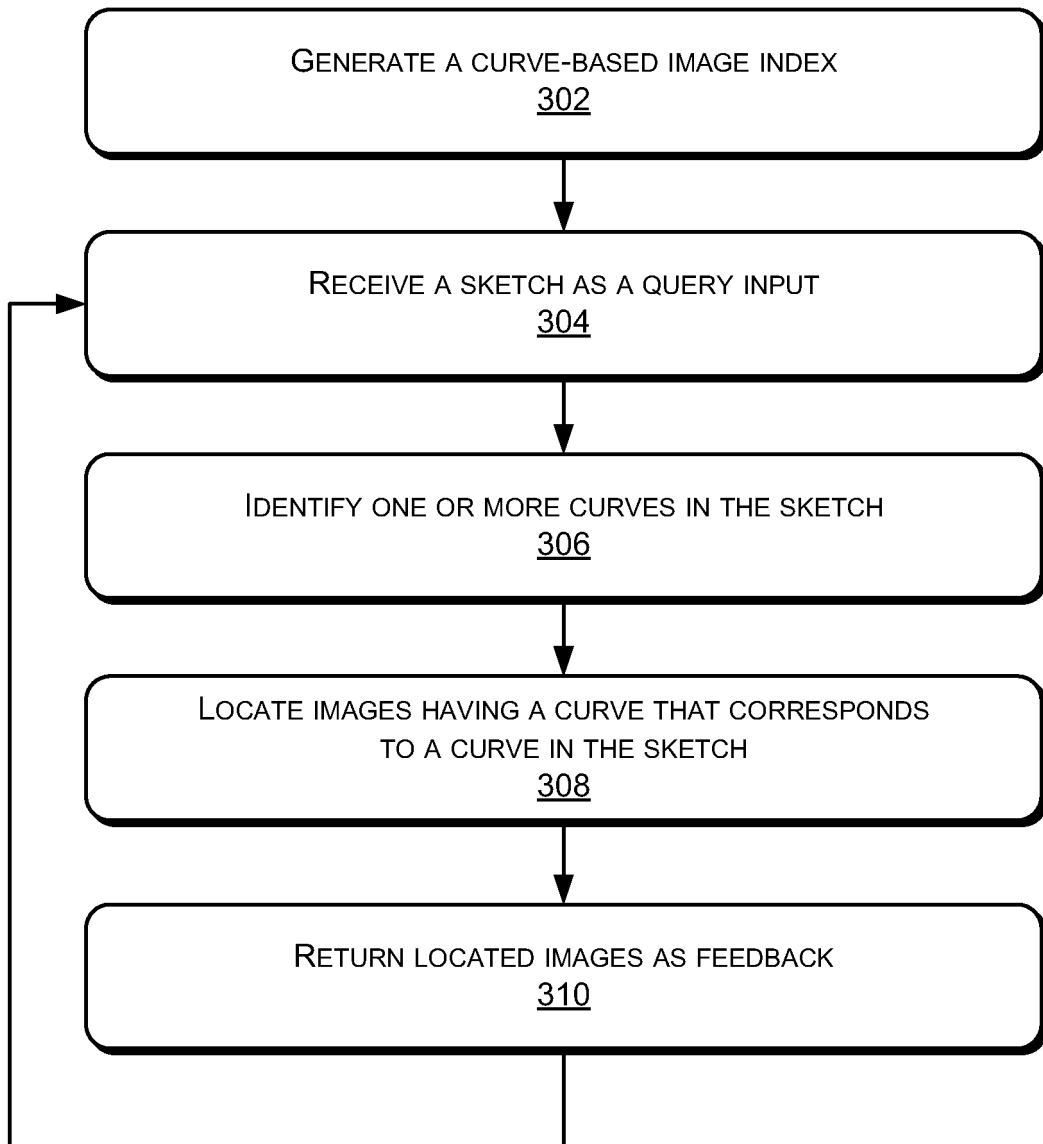 GENERATE A CURVE-BASED IMAGE INDEX
302
RECEIVE A SKETCH AS A QUERY INPUT
304
IDENTIFY ONE OR MORE CURVES IN THE SKETCH
306
LOCATE IMAGES HAVING A CURVE THAT CORRESPONDS
TO A CURVE IN THE SKETCH
308
RETURN LOCATED IMAGES AS FEEDBACK
310